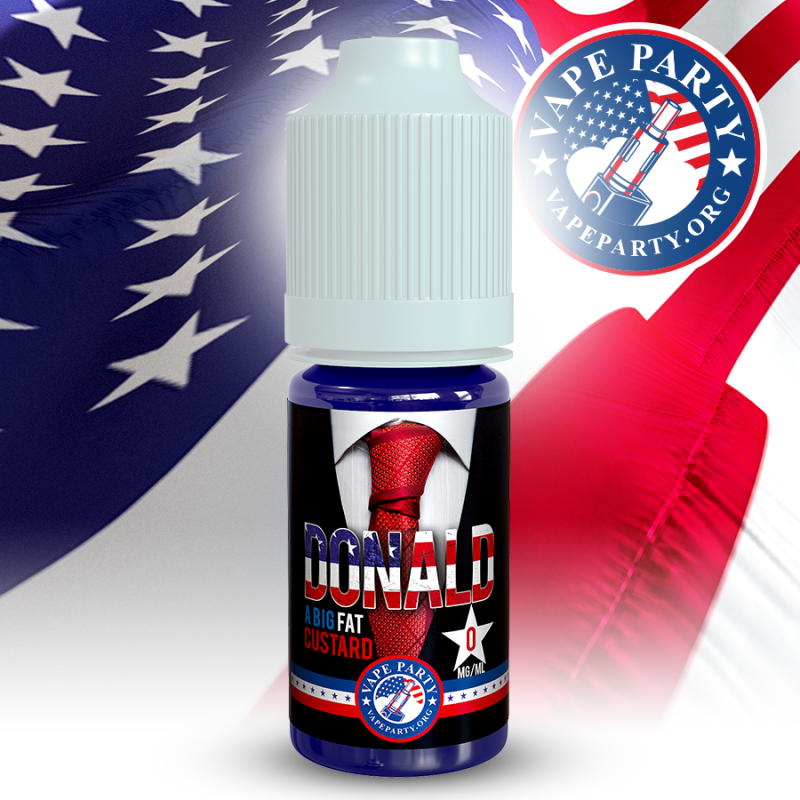 VAPE PARTY
VAPEPARTY.ORG
DONALD
A BIG FAT
CUSTARD
0
MG/ML
VAPE PARTY
VAPEPARTY.ORG